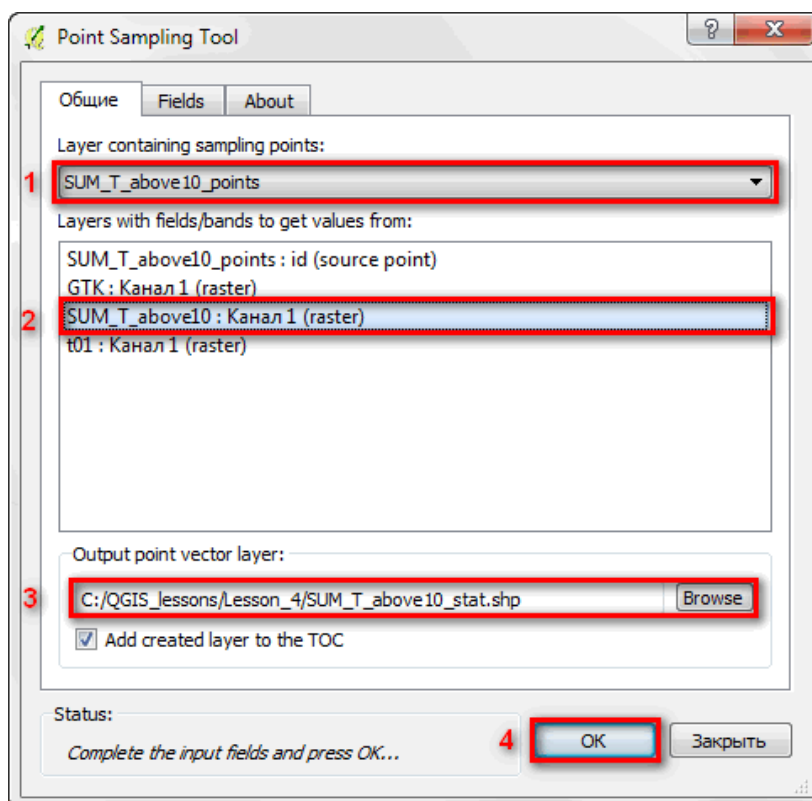 Point Sampling Tool
Общие Fields About
Layer containing sampling points:
1 SUM_T_above10_points
Layers with fields/bands to get values from:
SUM_T_above10_points : id (source point)
GTK : Канал 1 (raster)
2 SUM_T_above10 : Канал 1 (raster)
t01 : Канал 1 (raster)
Output point vector layer:
3 C:/QGIS_lessons/Lesson_4/SUM_T_above10_stat.shp Browse
Add created layer to the TOC
Status:
Complete the input fields and press OK... 4 OK Закрыть